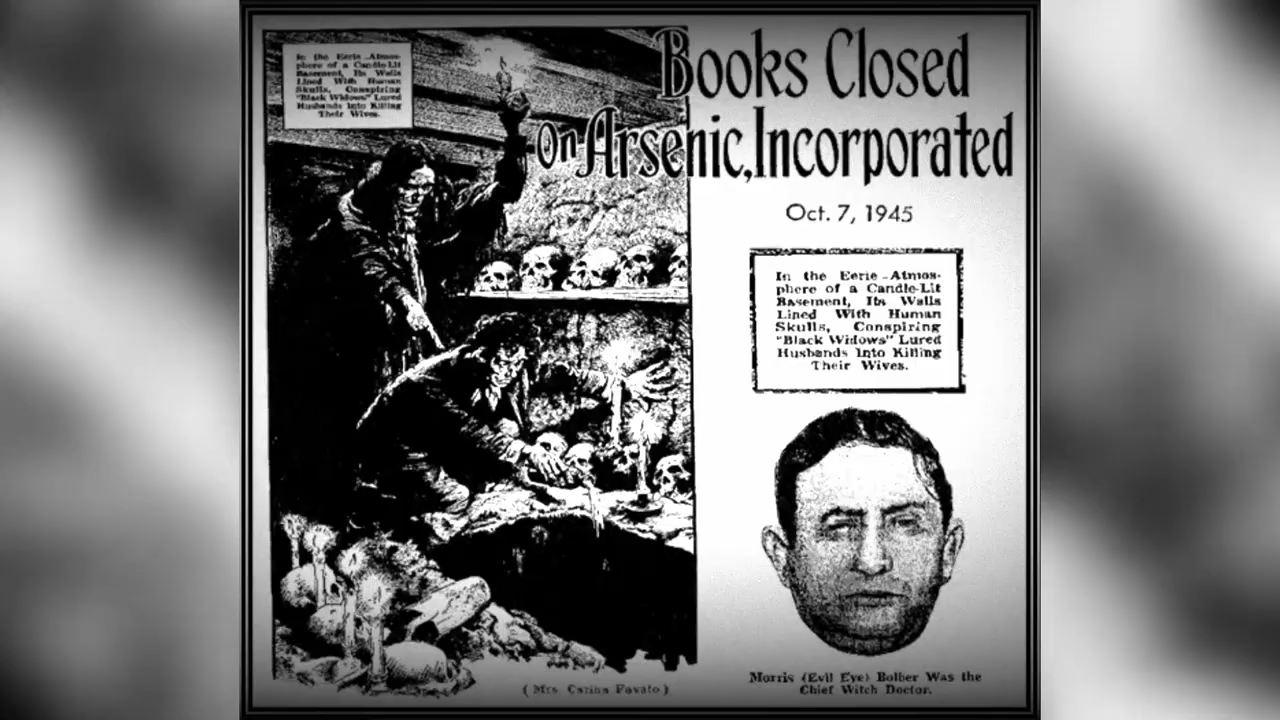 In the Eerie-Atmos-
phere of a Candle-Lit
Basement, Its Walls
Lined With Human
Skulls, Conspiring
"Black Widows" Lured
Husbands Into Killing
Their Wives.
Books Closed
on Arsenic, Incorporated
Oct. 7, 1945
In the Eerie-Atmos-
phere of a Candle-Lit
Basement, Its Walls
Lined With Human
Skulls, Conspiring
"Black Widows" Lured
Husbands Into Killing
Their Wives.
(Mrs. Carina Favato)
Morris (Evil Eye) Bolber Was the
Chief Witch Doctor.